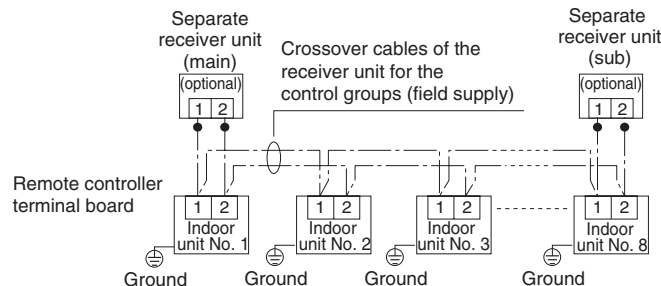 Separate
receiver unit
(main)
(optional)
1 2
Crossover cables of the
receiver unit for the
control groups (field supply)
Separate
receiver unit
(sub)
(optional)
1 2
Remote controller
terminal board
1 2
Indoor
unit No. 1
Ground
1 2
Indoor
unit No. 2
Ground
1 2
Indoor
unit No. 3
Ground
1 2
Indoor
unit No. 8
Ground